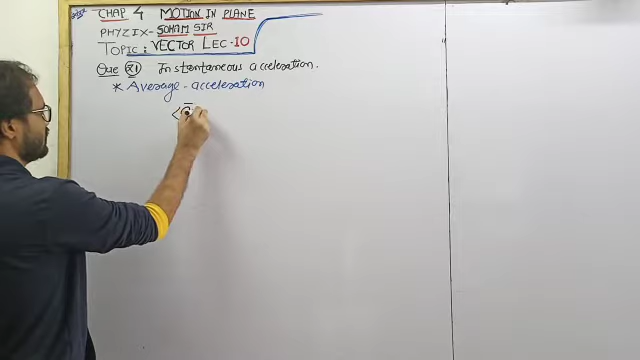 CHAP 4 MOTION IN PLANE
PHYZIX- SOHAM SIR
TOPIC: VECTOR LEC-10
Que 21 Instantaneous acceleration.
* Average-acceleration